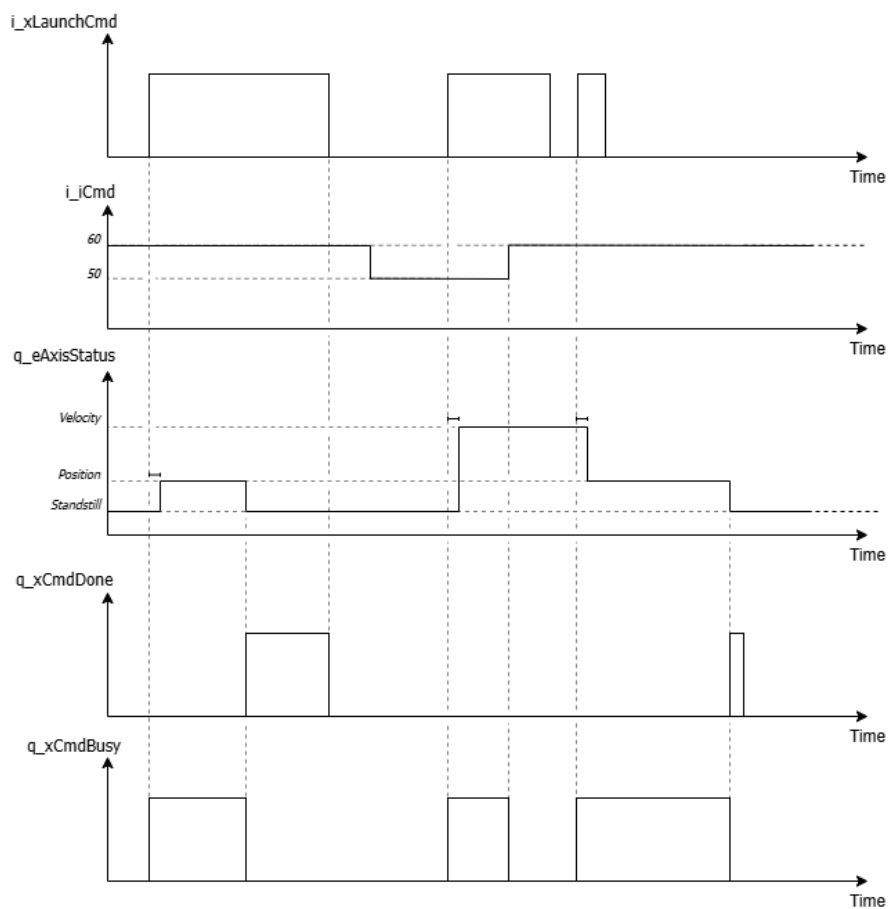 i_xLaunchCmd
Time
i_iCmd
60
50
Time
q_eAxisStatus
Velocity
Position
Standstill
Time
q_xCmdDone
Time
q_xCmdBusy
Time